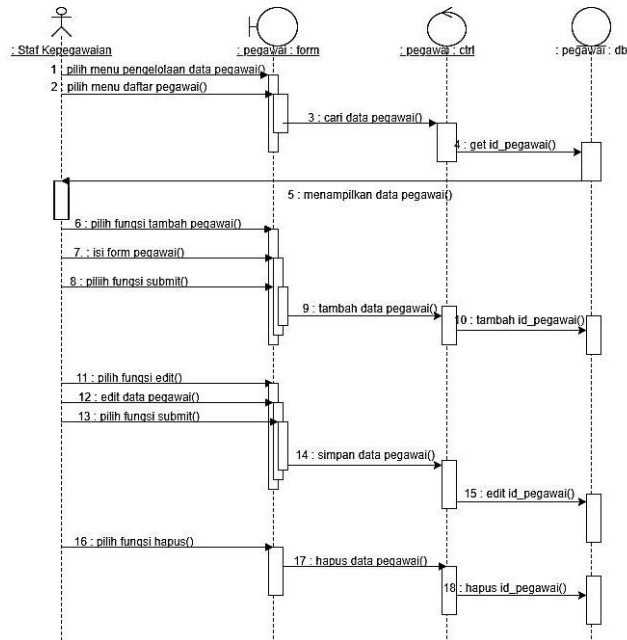 : Staf Kepegawaian
: pegawai : form
: pegawai : ctrl
: pegawai : db
1 : pilih menu pengelolaan data pegawai()
2 : pilih menu daftar pegawai()
3 : cari data pegawai()
4 : get id_pegawai()
5 : menampilkan data pegawai()
6 : pilih fungsi tambah pegawai()
7. : isi form pegawai()
8 : piliih fungsi submit()
9 : tambah data pegawai()
10 : tambah id_pegawai()
11 : pilih fungsi edit()
12 : edit data pegawai()
13 : pilih fungsi submit()
14 : simpan data pegawai()
15 : edit id_pegawai()
16 : pilih fungsi hapus()
17 : hapus data pegawai()
18 : hapus id_pegawai()